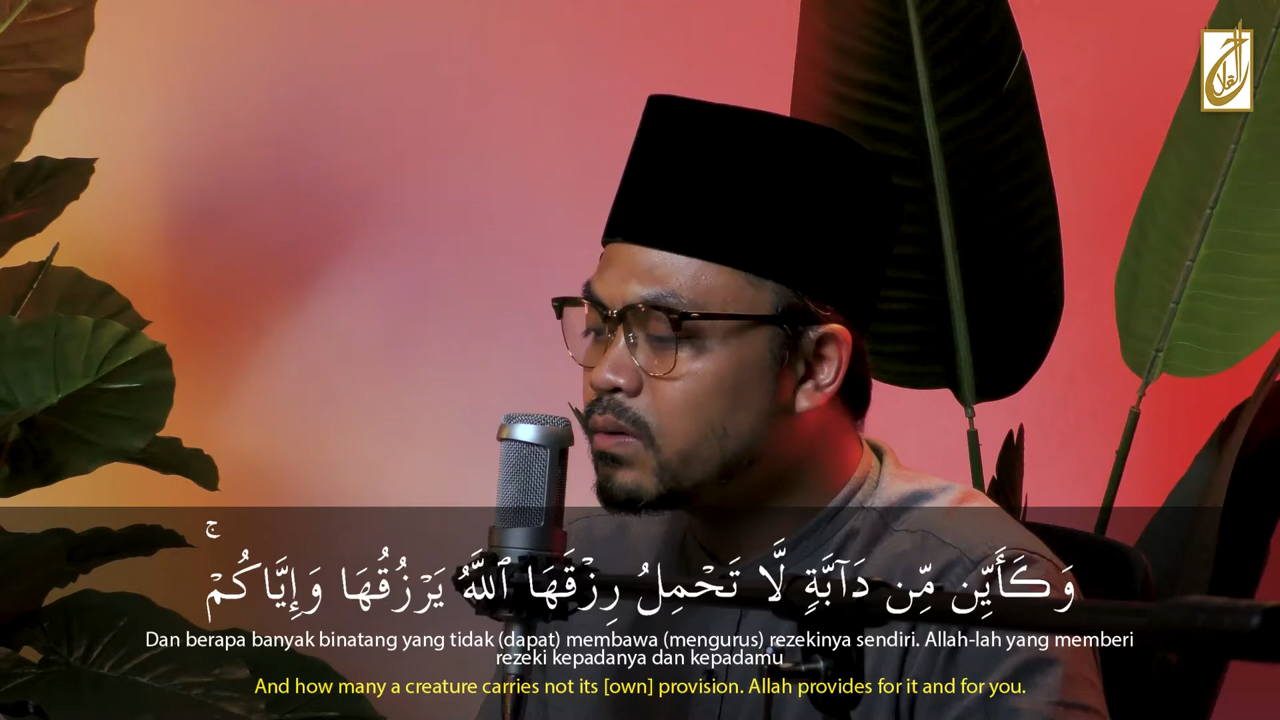 وَكَأَيِّن مِّن دَآبَّةٍ لَّا تَحْمِلُ رِزْقَهَا ٱللَّهُ يَرْزُقُهَا وَإِيَّاكُمْ ۚ
Dan berapa banyak binatang yang tidak (dapat) membawa (mengurus) rezekinya sendiri. Allah-lah yang memberi
rezeki kepadanya dan kepadamu
And how many a creature carries not its [own] provision. Allah provides for it and for you.